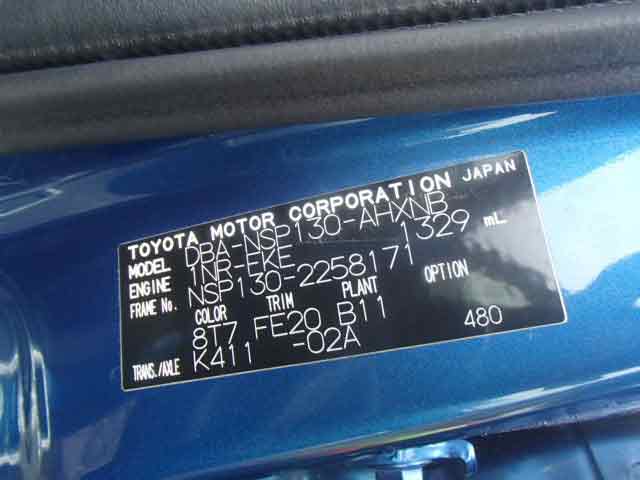 TOYOTA MOTOR CORPORATION JAPAN
MODEL DBA-NSP130-AHXNB
ENGINE 1NR-FKE 1329 mL
FRAME No. NSP130-2258171
COLOR TRIM PLANT OPTION
8T7 FE20 B11
TRANS./AXLE K411 -02A 480